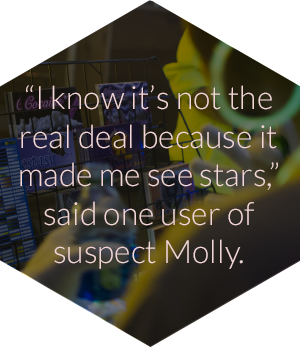 “I know it’s not the
real deal because it
made me see stars,”
said one user of
suspect Molly.